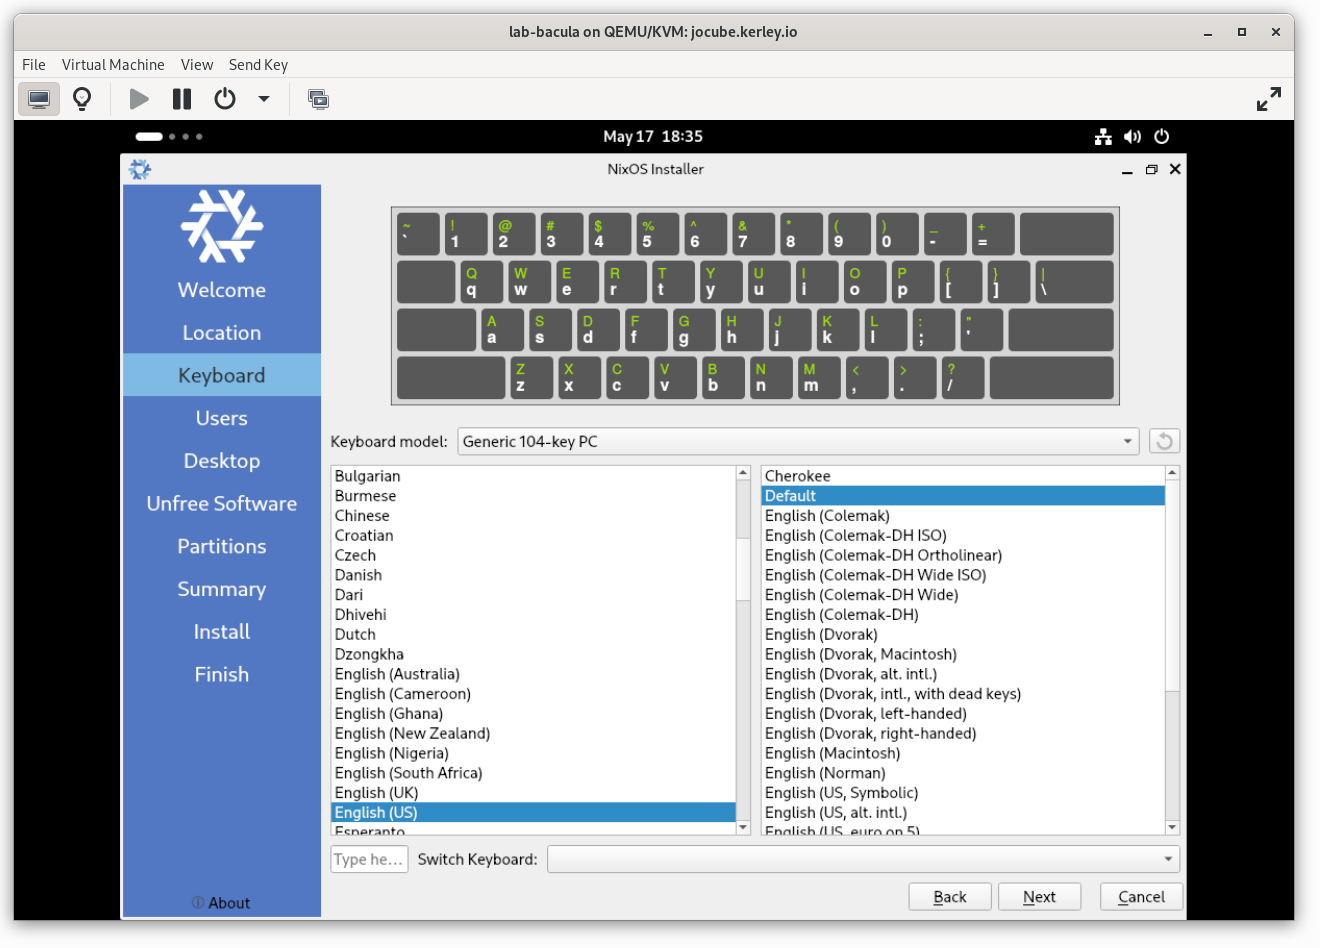 lab-bacula on QEMU/KVM: jocube.kerley.io
File Virtual Machine View Send Key
May 17 18:35
NixOS Installer
Welcome
Location
Keyboard
Users
Desktop
Unfree Software
Partitions
Summary
Install
Finish
About
~ ! @ # $ % ^ & * ( ) _ +
` 1 2 3 4 5 6 7 8 9 0 - =
Q W E R T Y U I O P { } |
q w e r t y u i o p [ ] \
A S D F G H J K L : "
a s d f g h j k l ; '
Z X C V B N M < > ?
z x c v b n m , . /
Keyboard model: Generic 104-key PC
Bulgarian
Burmese
Chinese
Croatian
Czech
Danish
Dari
Dhivehi
Dutch
Dzongkha
English (Australia)
English (Cameroon)
English (Ghana)
English (New Zealand)
English (Nigeria)
English (South Africa)
English (UK)
English (US)
Esperanto
Cherokee
Default
English (Colemak)
English (Colemak-DH ISO)
English (Colemak-DH Ortholinear)
English (Colemak-DH Wide ISO)
English (Colemak-DH Wide)
English (Colemak-DH)
English (Dvorak)
English (Dvorak, Macintosh)
English (Dvorak, alt. intl.)
English (Dvorak, intl., with dead keys)
English (Dvorak, left-handed)
English (Dvorak, right-handed)
English (Macintosh)
English (Norman)
English (US, Symbolic)
English (US, alt. intl.)
English (US, euro on 5)
Type he... Switch Keyboard:
Back Next Cancel